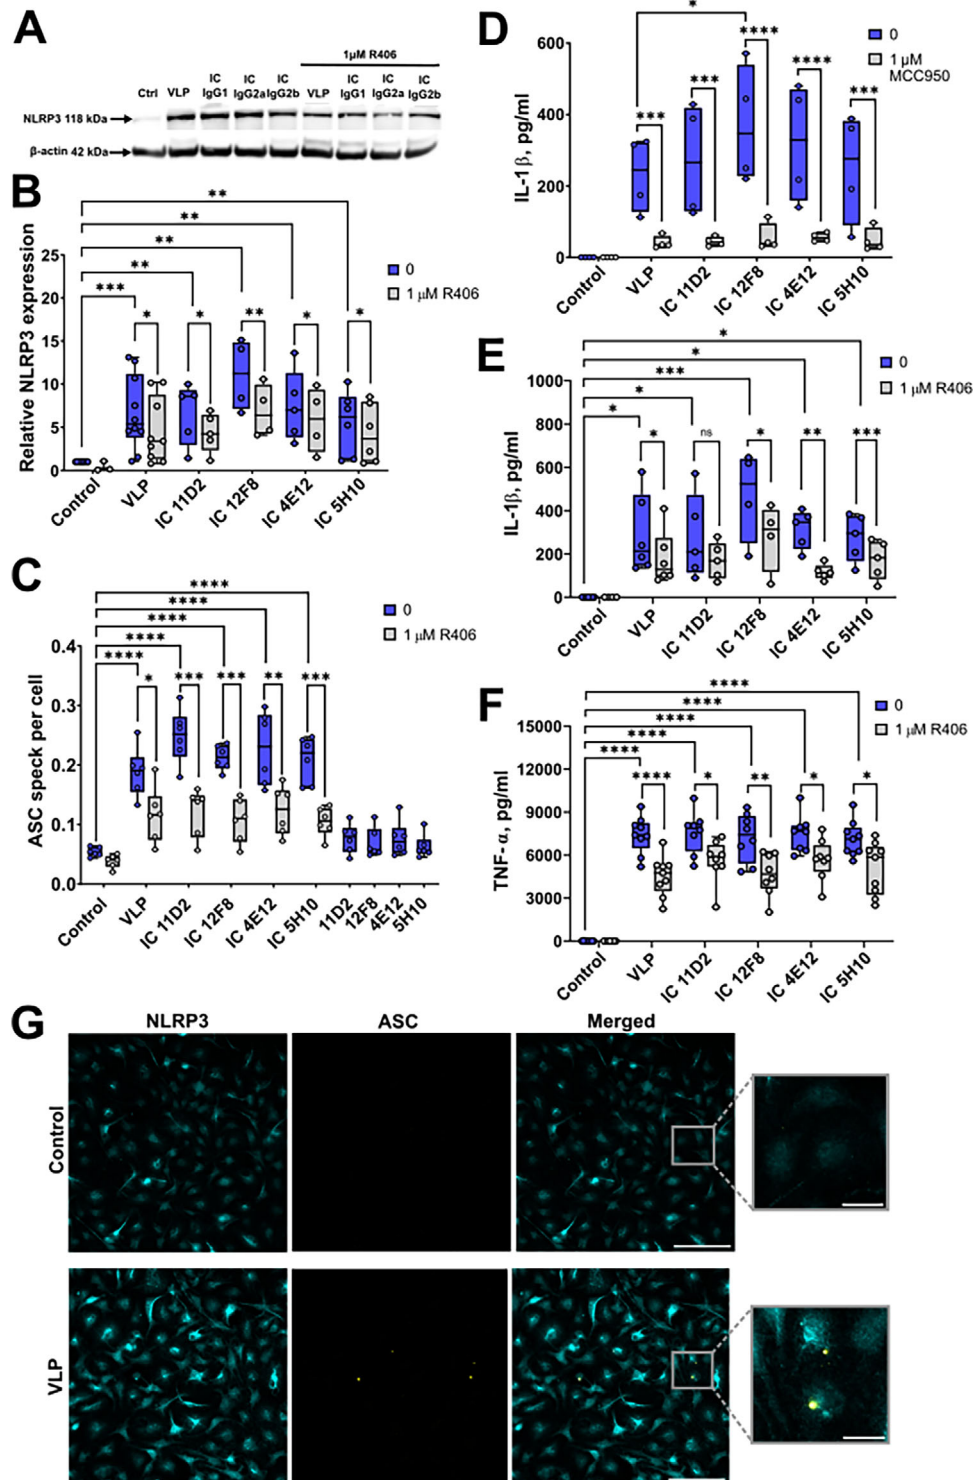 A
1µM R406
IC IC IC IC IC IC
Ctrl VLP IgG1 IgG2a IgG2b VLP IgG1 IgG2a IgG2b
NLRP3 118 kDa
β-actin 42 kDa
B
** 
**
**
**
***
* * ** * *
Relative NLRP3 expression
25
20
15
10
5
0
0
1 µM R406
Control VLP IC 11D2 IC 12F8 IC 4E12 IC 5H10
C
****
****
****
****
****
* *** *** ** ***
ASC speck per cell
0.4
0.3
0.2
0.1
0.0
0
1 µM R406
Control VLP IC 11D2 IC 12F8 IC 4E12 IC 5H10 11D2 12F8 4E12 5H10
D
*
*** *** **** **** ***
IL-1β, pg/ml
600
400
200
0
0
1 µM
MCC950
Control VLP IC 11D2 IC 12F8 IC 4E12 IC 5H10
E
*
*
***
*
*
* ns * ** ***
IL-1β, pg/ml
1000
800
600
400
200
0
0
1 µM R406
Control VLP IC 11D2 IC 12F8 IC 4E12 IC 5H10
F
****
****
****
****
****
**** * ** * *
TNF-α, pg/ml
15000
12000
9000
6000
3000
0
0
1 µM R406
Control VLP IC 11D2 IC 12F8 IC 4E12 IC 5H10
G
NLRP3 ASC Merged
Control
VLP